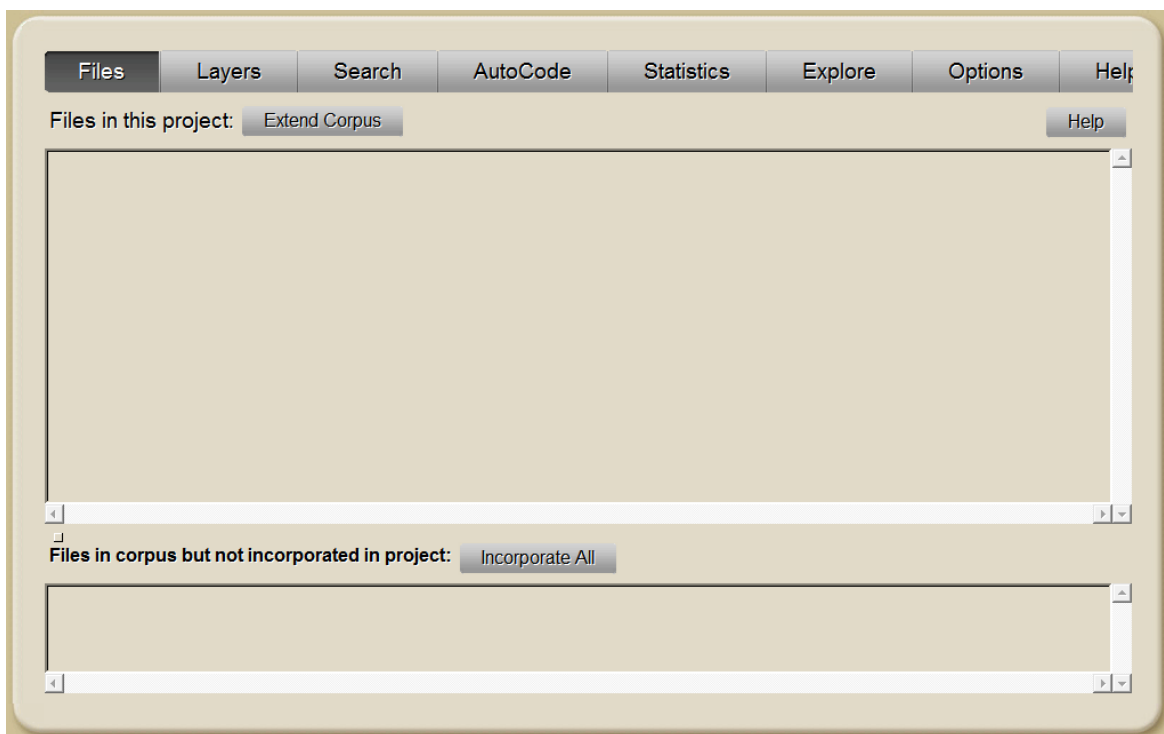 Files Layers Search AutoCode Statistics Explore Options Help
Files in this project: Extend Corpus Help
Files in corpus but not incorporated in project: Incorporate All